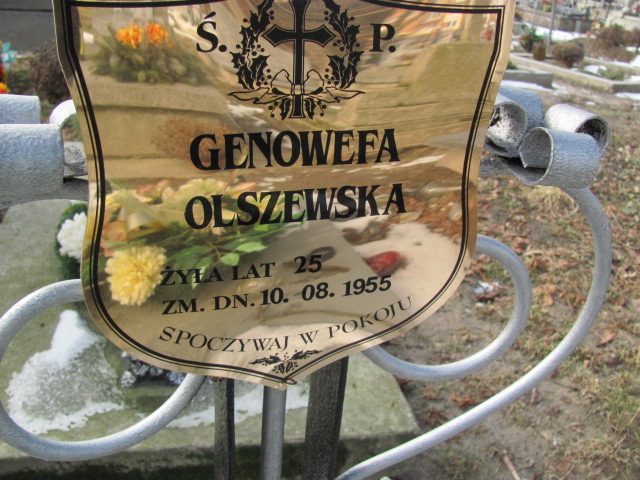 Ś. P.
GENOWEFA
OLSZEWSKA
ŻYŁA LAT 25
ZM. DN. 10. 08. 1955
SPOCZYWAJ W POKOJU